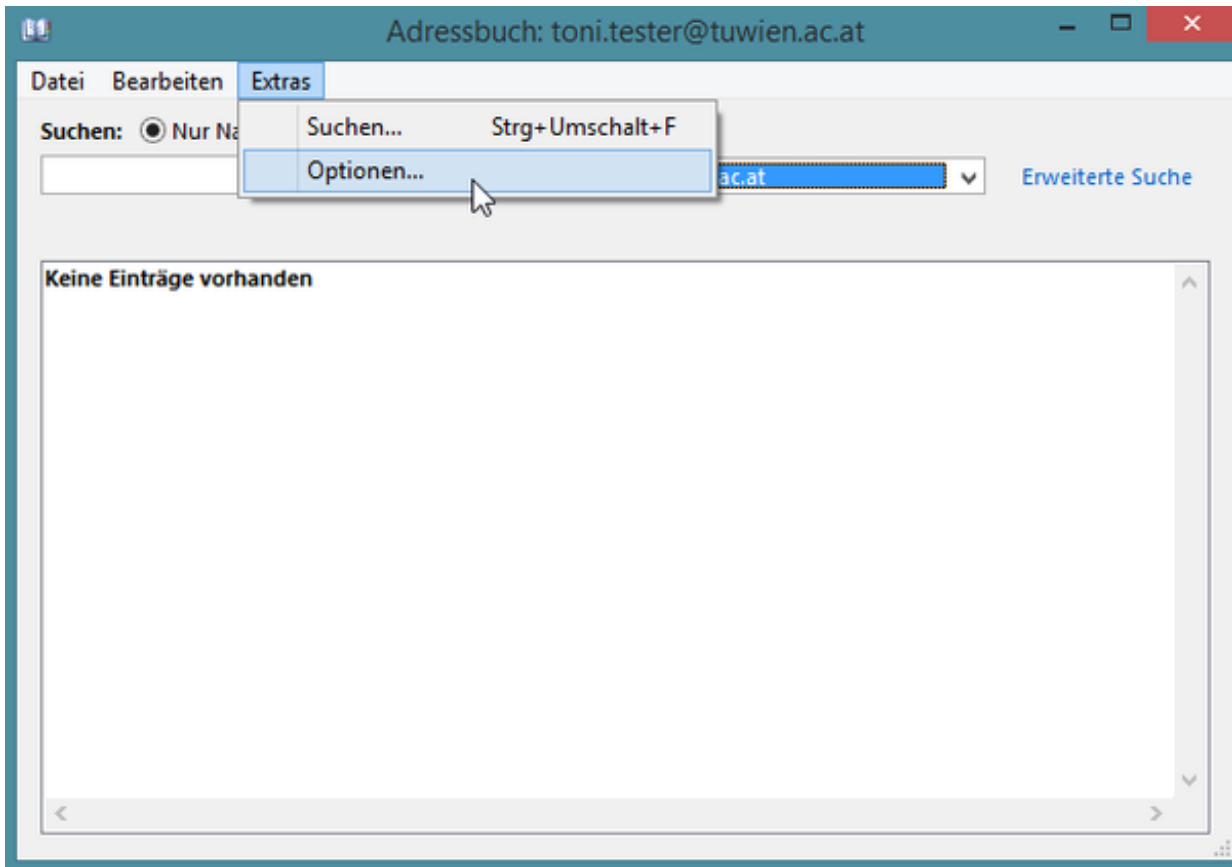 Adressbuch: toni.tester@tuwien.ac.at
Datei Bearbeiten Extras
Suchen: Nur
Suchen... Strg+Umschalt+F
Optionen...
ac.at Erweiterte Suche
Keine Einträge vorhanden